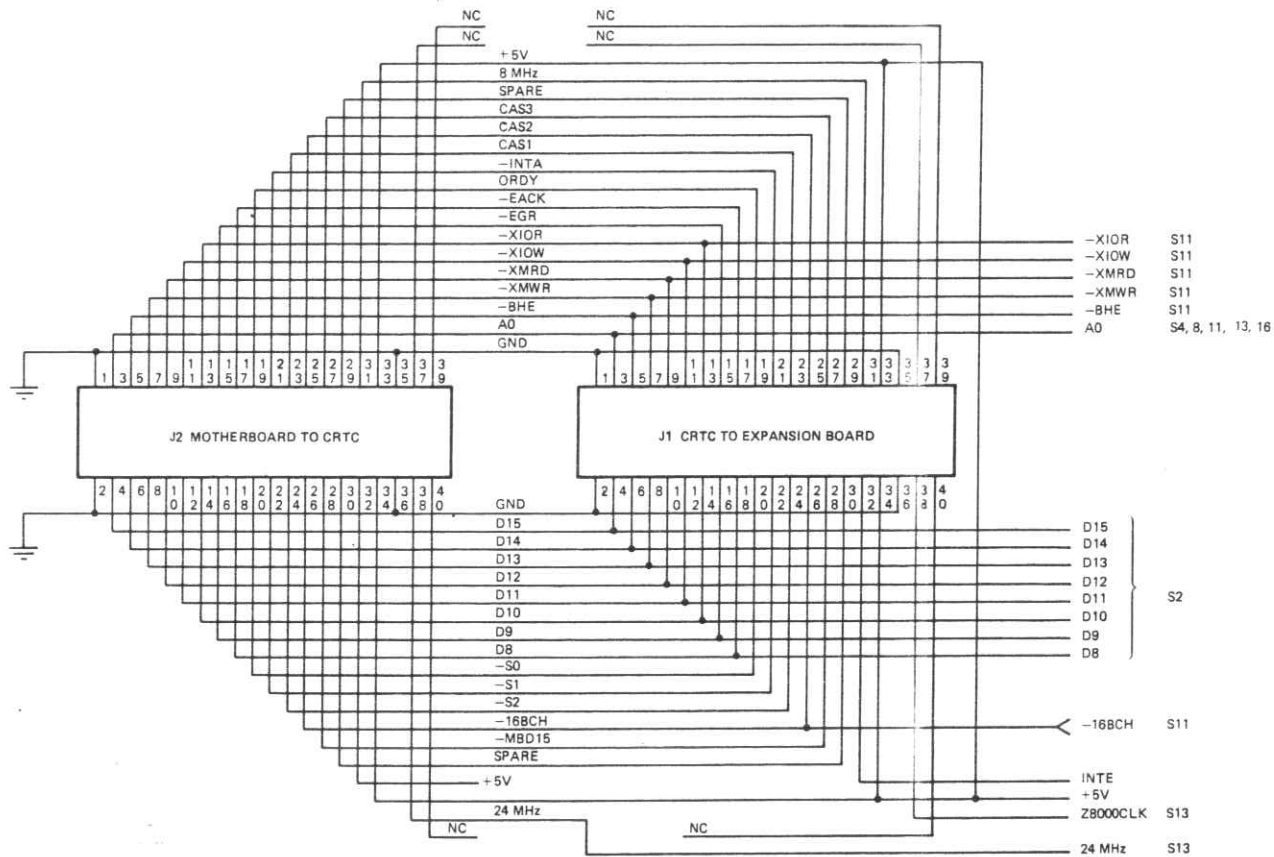 NC NC
NC NC
+5V
8 MHz
SPARE
CAS3
CAS2
CAS1
−INTA
ORDY
−EACK
−EGR
−XIOR −XIOR S11
−XIOW −XIOW S11
−XMRD −XMRD S11
−XMWR −XMWR S11
−BHE −BHE S11
A0 A0 S4, 8, 11, 13, 16
GND
1 3 5 7 9 11 13 15 17 19 21 23 25 27 29 31 33 35 37 39
1 3 5 7 9 11 13 15 17 19 21 23 25 27 29 31 33 35 37 39
J2 MOTHERBOARD TO CRTC
J1 CRTC TO EXPANSION BOARD
2 4 6 8 10 12 14 16 18 20 22 24 26 28 30 32 34 36 38 40
2 4 6 8 10 12 14 16 18 20 22 24 26 28 30 32 34 36 38 40
GND
D15 D15
D14 D14
D13 D13
D12 D12
D11 D11 S2
D10 D10
D9 D9
D8 D8
−S0
−S1
−S2
−16BCH −16BCH S11
−MBD15
SPARE
+5V INTE
+5V
24 MHz Z8000CLK S13
NC NC
24 MHz S13